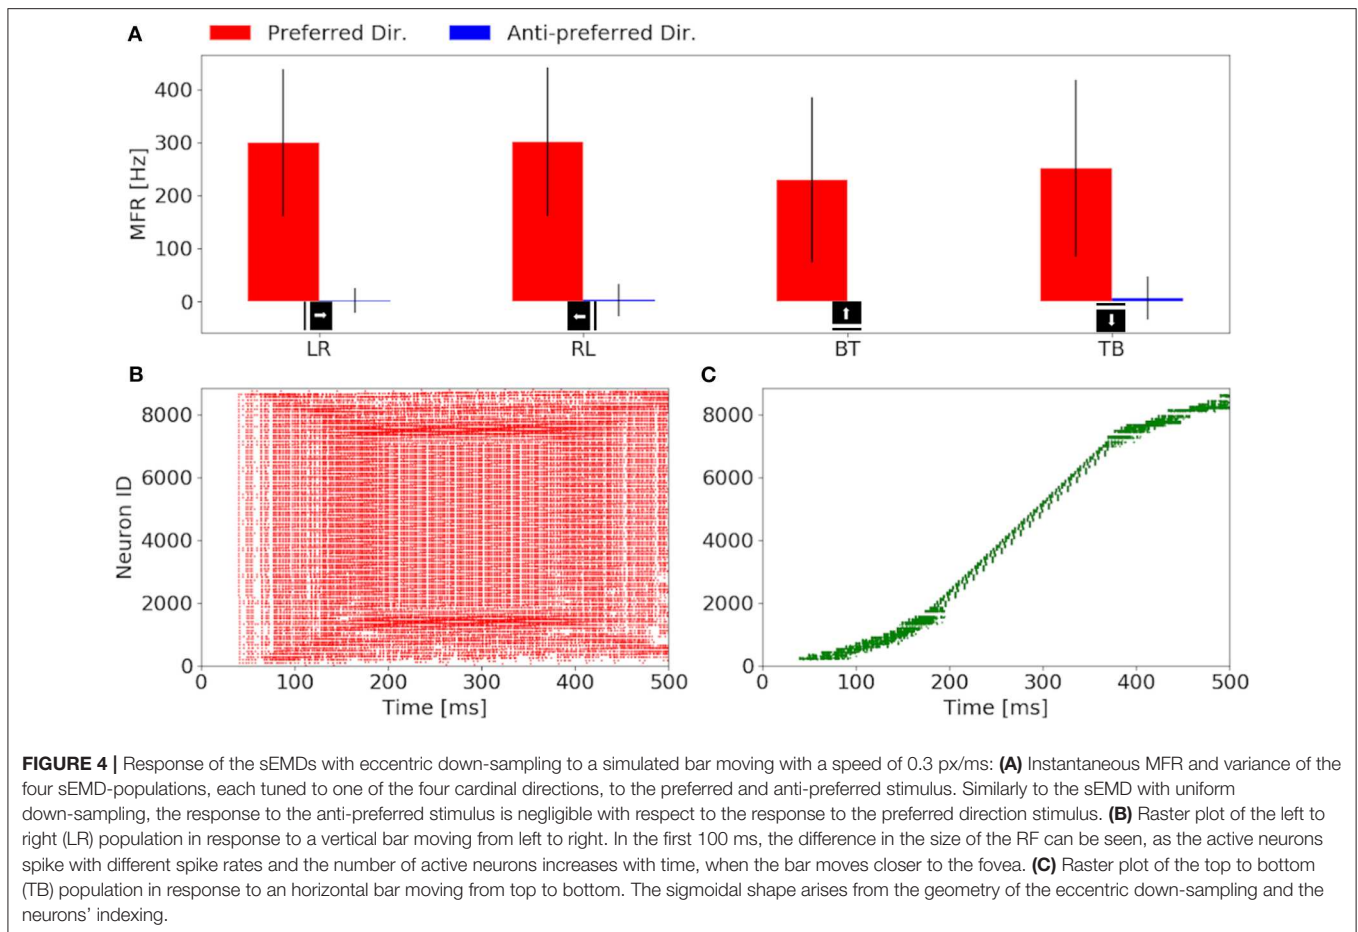 A
Preferred Dir. Anti-preferred Dir.
400
300
200
100
0
MFR [Hz]
LR RL BT TB
B
8000
6000
4000
2000
0
Neuron ID
0 100 200 300 400 500
Time [ms]
C
8000
6000
4000
2000
0
0 100 200 300 400 500
Time [ms]
FIGURE 4 | Response of the sEMDs with eccentric down-sampling to a simulated bar moving with a speed of 0.3 px/ms: (A) Instantaneous MFR and variance of the
four sEMD-populations, each tuned to one of the four cardinal directions, to the preferred and anti-preferred stimulus. Similarly to the sEMD with uniform
down-sampling, the response to the anti-preferred stimulus is negligible with respect to the response to the preferred direction stimulus. (B) Raster plot of the left to
right (LR) population in response to a vertical bar moving from left to right. In the first 100 ms, the difference in the size of the RF can be seen, as the active neurons
spike with different spike rates and the number of active neurons increases with time, when the bar moves closer to the fovea. (C) Raster plot of the top to bottom
(TB) population in response to an horizontal bar moving from top to bottom. The sigmoidal shape arises from the geometry of the eccentric down-sampling and the
neurons' indexing.